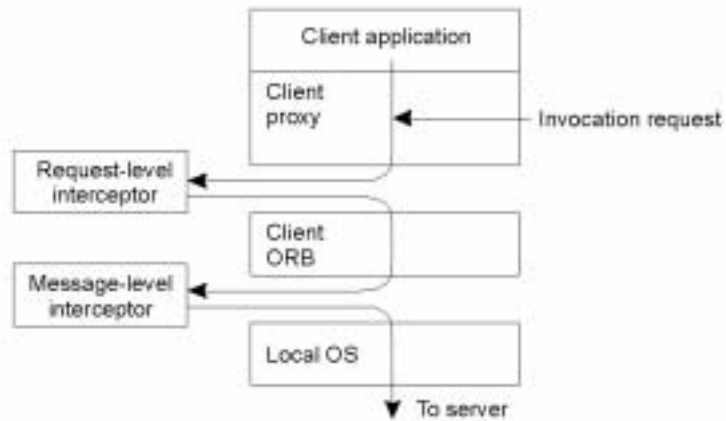 Client application
Client
proxy
Invocation request
Request-level
interceptor
Client
ORB
Message-level
interceptor
Local OS
To server